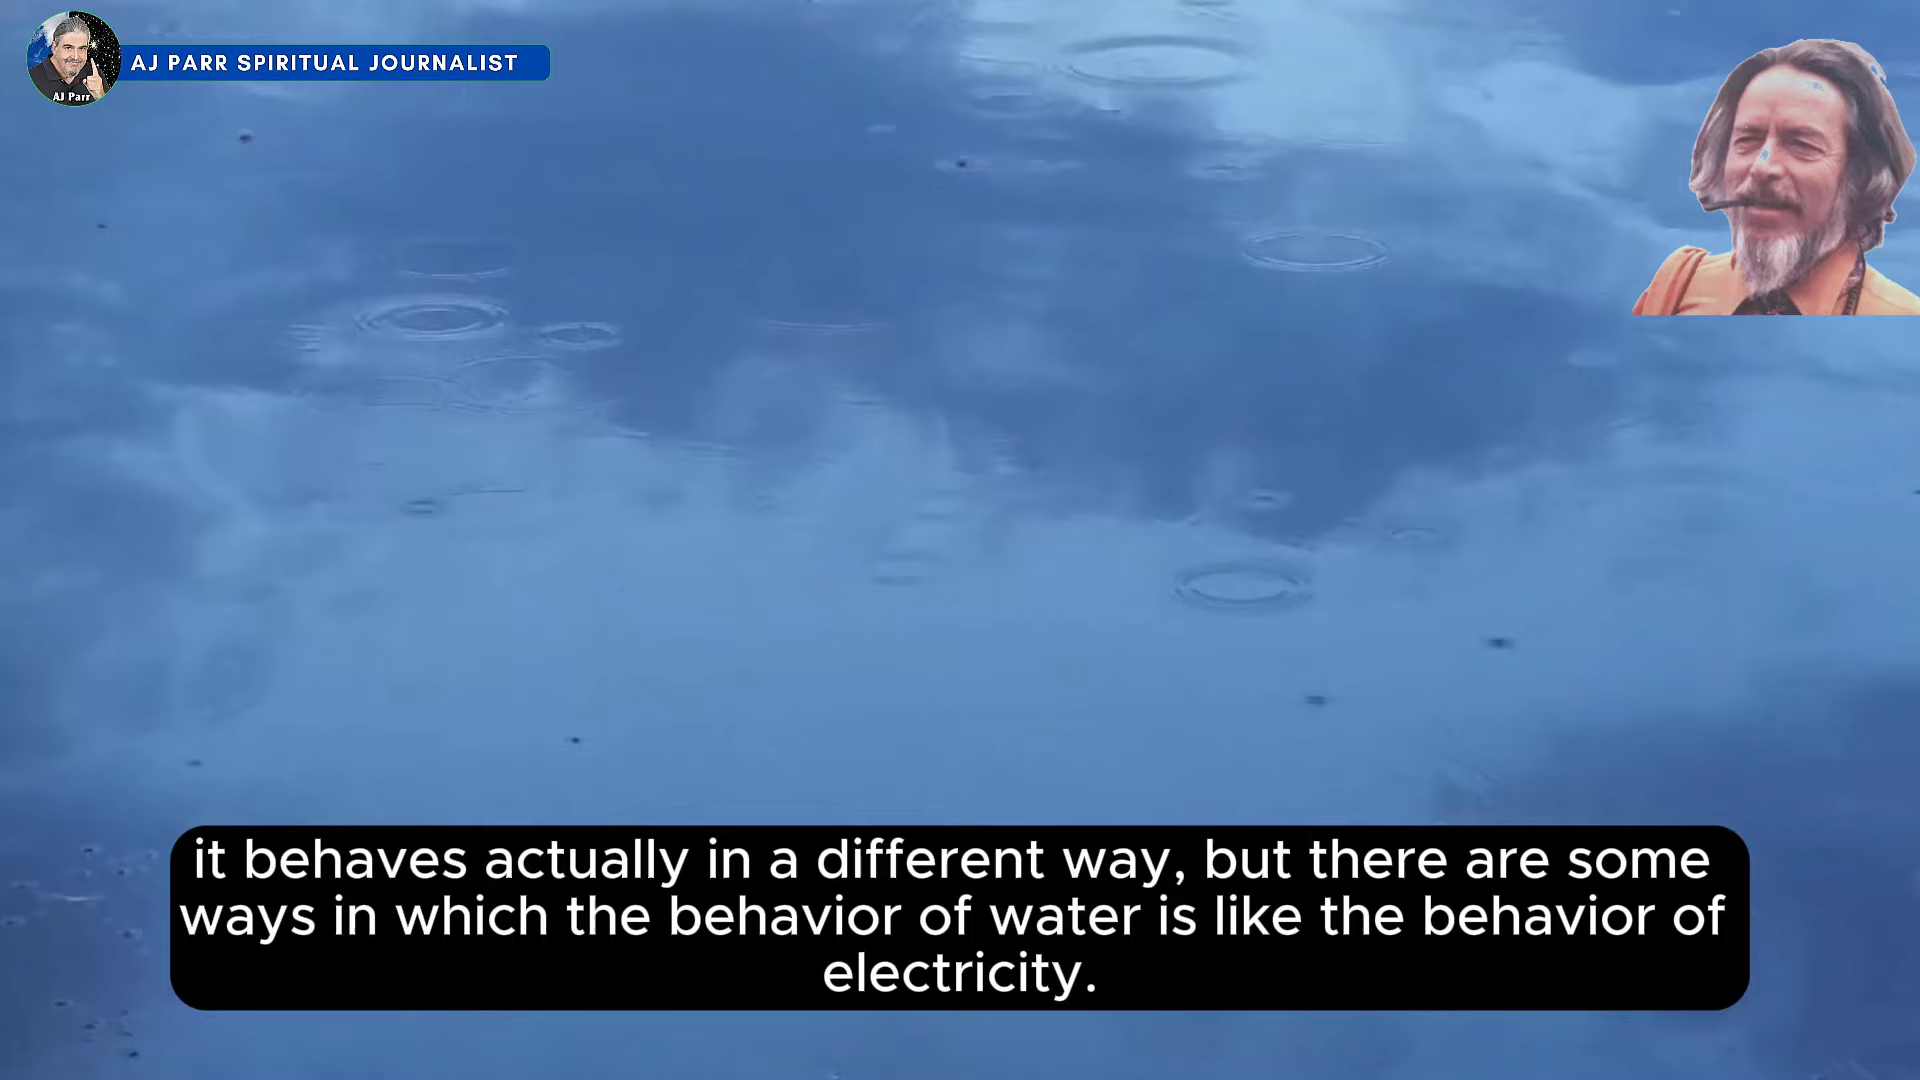 AJ PARR SPIRITUAL JOURNALIST
AJ Parr
it behaves actually in a different way, but there are some
ways in which the behavior of water is like the behavior of
electricity.